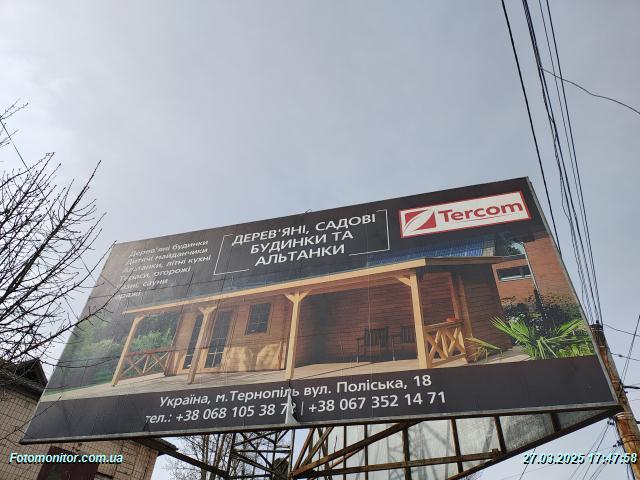 Дерев'яні будинки
Дитячі майданчики
Альтанки, літні кухні
Тераси, огорожі
сауни
ДЕРЕВ'ЯНІ, САДОВІ
БУДИНКИ ТА
АЛЬТАНКИ
Tercom
Україна, м.Тернопіль вул. Поліська, 18
тел.: +38 068 105 38 7 | +38 067 352 14 71
Fotomonitor.com.ua
27.03.2025 17:47:58